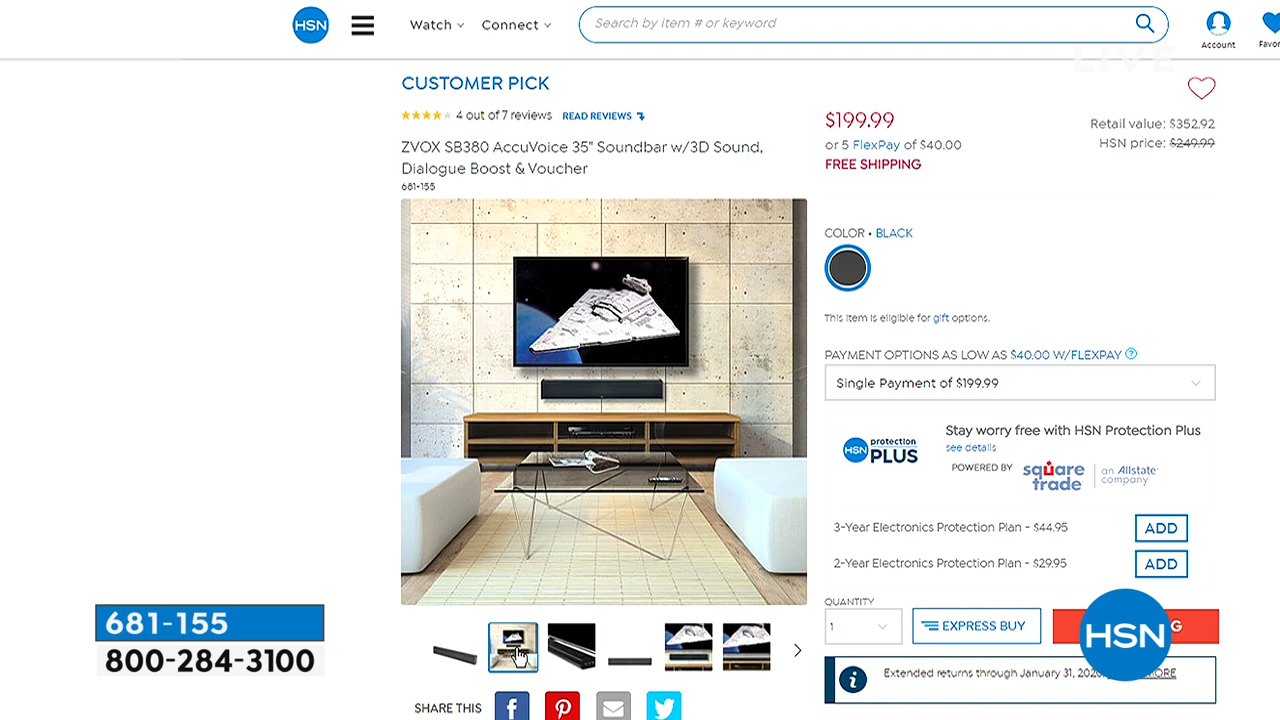 HSN
Watch
Connect
Search by item # or keyword
Account
LIVE
CUSTOMER PICK
4 out of 7 reviews READ REVIEWS
ZVOX SB380 AccuVoice 35" Soundbar w/3D Sound,
Dialogue Boost & Voucher
681-155
$199.99
or 5 FlexPay of $40.00
FREE SHIPPING
Retail value: $352.92
HSN price: $249.99
COLOR • BLACK
This item is eligible for gift options.
PAYMENT OPTIONS AS LOW AS $40.00 W/FLEXPAY ?
Single Payment of $199.99
HSN protection PLUS
Stay worry free with HSN Protection Plus
see details
POWERED BY square trade an Allstate company
3-Year Electronics Protection Plan - $44.95 ADD
2-Year Electronics Protection Plan - $29.95 ADD
QUANTITY
1
EXPRESS BUY
HSN
Extended returns through January 31, 2020
681-155
800-284-3100
SHARE THIS